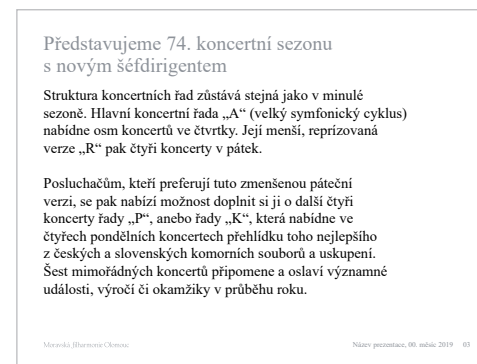 Představujeme 74. koncertní sezonu
s novým šéfdirigentem
Struktura koncertních řad zůstává stejná jako v minulé
sezoně. Hlavní koncertní řada „A“ (velký symfonický cyklus)
nabídne osm koncertů ve čtvrtky. Její menší, reprízovaná
verze „R“ pak čtyři koncerty v pátek.
Posluchačům, kteří preferují tuto zmenšenou páteční
verzi, se pak nabízí možnost doplnit si ji o další čtyři
koncerty řady „P“, anebo řady „K“, která nabídne ve
čtyřech pondělních koncertech přehlídku toho nejlepšího
z českých a slovenských komorních souborů a uskupení.
Šest mimořádných koncertů připomene a oslaví významné
události, výročí či okamžiky v průběhu roku.
Moravská filharmonie Olomouc
Název prezentace, 00. měsíc 2019 03